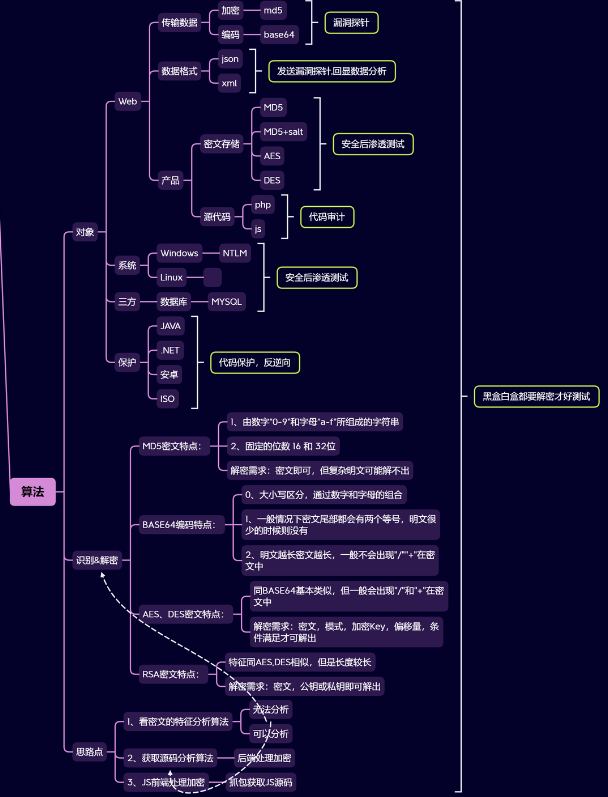 算法
对象
Web
传输数据
加密
md5
编码
base64
漏洞探针
数据格式
json
xml
发送漏洞探针,回显数据分析
产品
密文存储
MD5
MD5+salt
AES
DES
安全后渗透测试
源代码
php
js
代码审计
系统
Windows
NTLM
Linux
三方
数据库
MYSQL
安全后渗透测试
保护
JAVA
.NET
安卓
ISO
代码保护，反逆向
识别&解密
MD5密文特点：
1、由数字"0-9"和字母"a-f"所组成的字符串
2、固定的位数 16 和 32位
解密需求：密文即可，但复杂明文可能解不出
BASE64编码特点：
0、大小写区分，通过数字和字母的组合
1、一般情况下密文尾部都会有两个等号，明文很
少的时候则没有
2、明文越长密文越长，一般不会出现"/""+"在密
文中
AES、DES密文特点：
同BASE64基本类似，但一般会出现"/"和"+"在密
文中
解密需求：密文，模式，加密Key，偏移量，条
件满足才可解出
RSA密文特点：
特征同AES,DES相似，但是长度较长
解密需求：密文，公钥或私钥即可解出
思路点
1、看密文的特征分析算法
无法分析
可以分析
2、获取源码分析算法
后端处理加密
3、JS前端处理加密
抓包获取JS源码
黑盒白盒都要解密才好测试